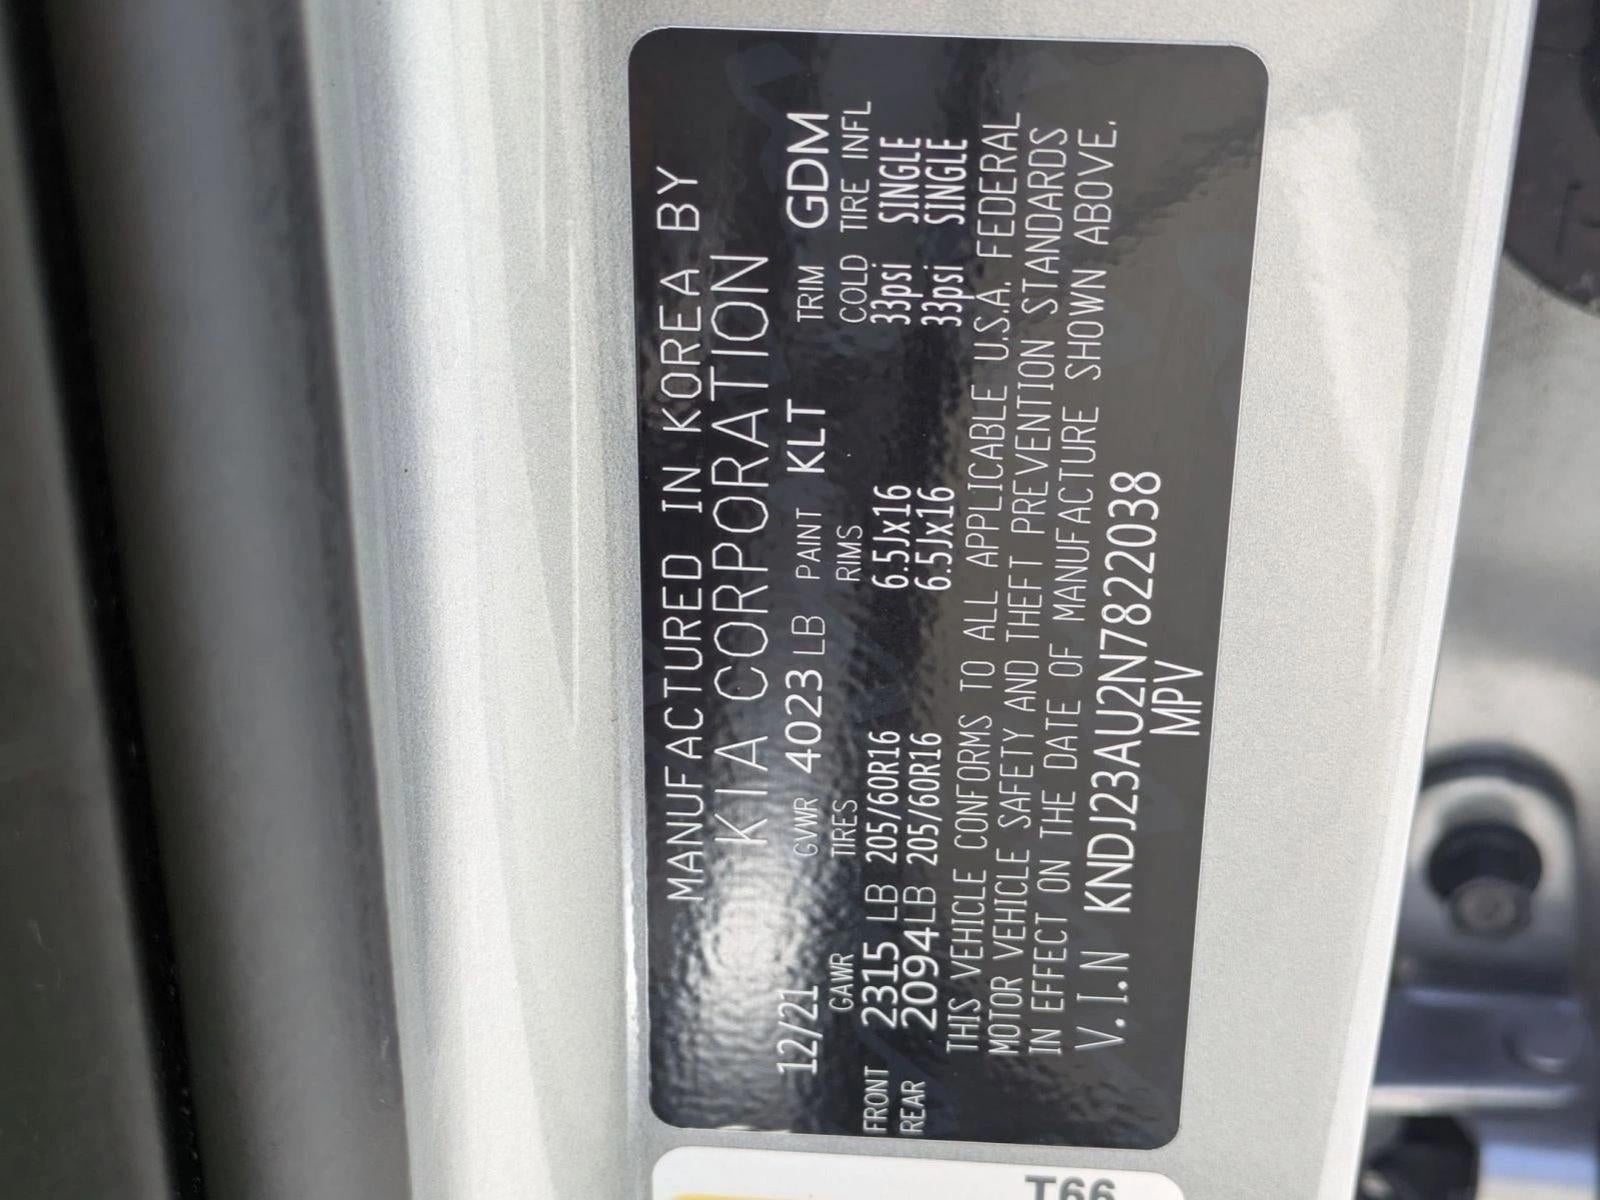 MANUFACTURED IN KOREA BY
KIA CORPORATION
12/21 GVWR 4023 LB PAINT KLT TRIM GDM
GAWR TIRES RIMS COLD TIRE INFL
FRONT 2315 LB 205/60R16 6.5Jx16 33psi SINGLE
REAR 2094LB 205/60R16 6.5Jx16 33psi SINGLE
THIS VEHICLE CONFORMS TO ALL APPLICABLE U.S.A. FEDERAL
MOTOR VEHICLE SAFETY AND THEFT PREVENTION STANDARDS
IN EFFECT ON THE DATE OF MANUFACTURE SHOWN ABOVE.
V.I.N KNDJ23AU2N7822038
MPV
T66